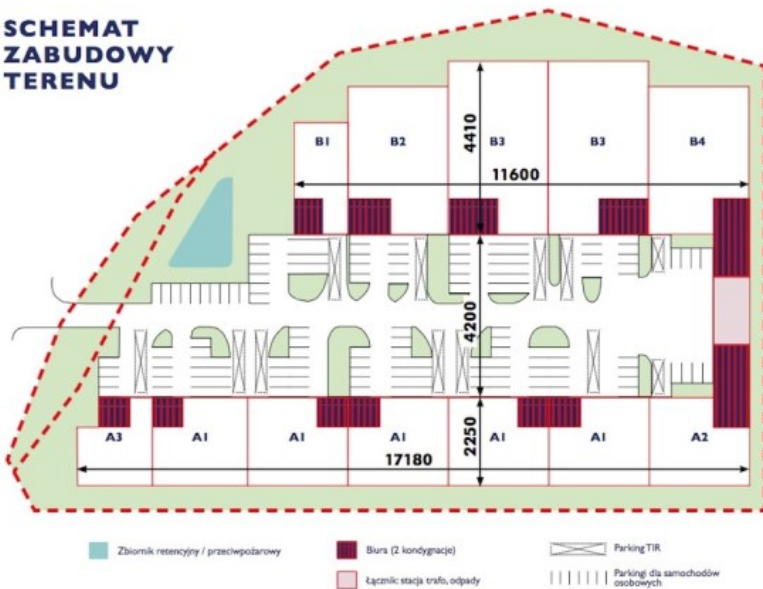 SCHEMAT
ZABUDOWY
TERENU
B1
B2
B3
B3
B4
4410
11600
4200
A3
A1
A1
A1
A1
A1
A2
2250
17180
Zbiornik retencyjny / przeciwpożarowy
Biura (2 kondygnacje)
Parking TIR
Łącznik: stacja trafo, odpady
Parkingi dla samochodów
osobowych